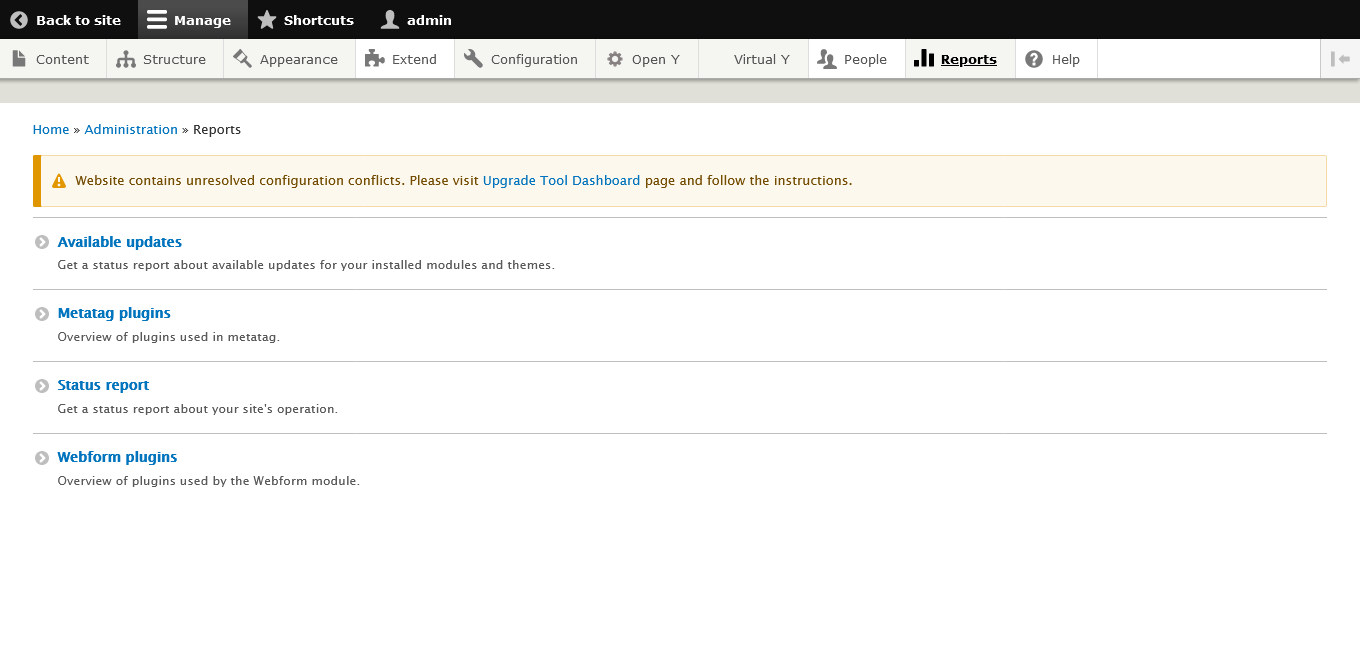 Back to site Manage Shortcuts admin
Content Structure Appearance Extend Configuration Open Y Virtual Y People Reports Help
Home » Administration » Reports
Website contains unresolved configuration conflicts. Please visit Upgrade Tool Dashboard page and follow the instructions.
Available updates
Get a status report about available updates for your installed modules and themes.
Metatag plugins
Overview of plugins used in metatag.
Status report
Get a status report about your site's operation.
Webform plugins
Overview of plugins used by the Webform module.